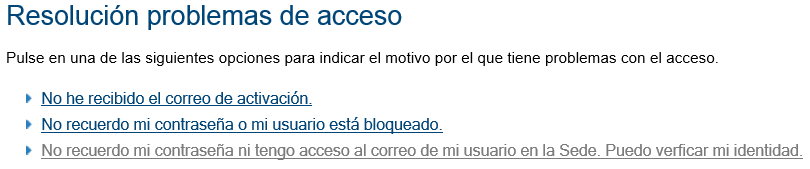 Resolución problemas de acceso
Pulse en una de las siguientes opciones para indicar el motivo por el que tiene problemas con el acceso.
No he recibido el correo de activación.
No recuerdo mi contraseña o mi usuario está bloqueado.
No recuerdo mi contraseña ni tengo acceso al correo de mi usuario en la Sede. Puedo verficar mi identidad.